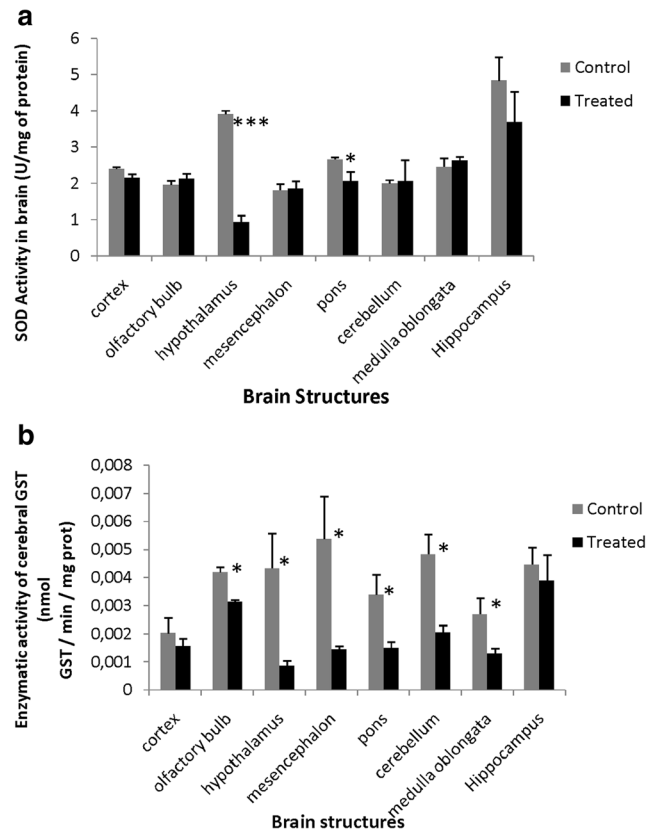 a
SOD Activity in brain (U/mg of protein)
6
5
4
3
2
1
0
***
*
Control
Treated
cortex
olfactory bulb
hypothalamus
mesencephalon
pons
cerebellum
medulla oblongata
Hippocampus
Brain Structures
b
Enzymatic activity of cerebral GST
(nmol
GST / min / mg prot)
0,008
0,007
0,006
0,005
0,004
0,003
0,002
0,001
0
*
*
*
*
*
*
Control
Treated
cortex
olfactory bulb
hypothalamus
mesencephalon
pons
cerebellum
medulla oblongata
Hippocampus
Brain structures